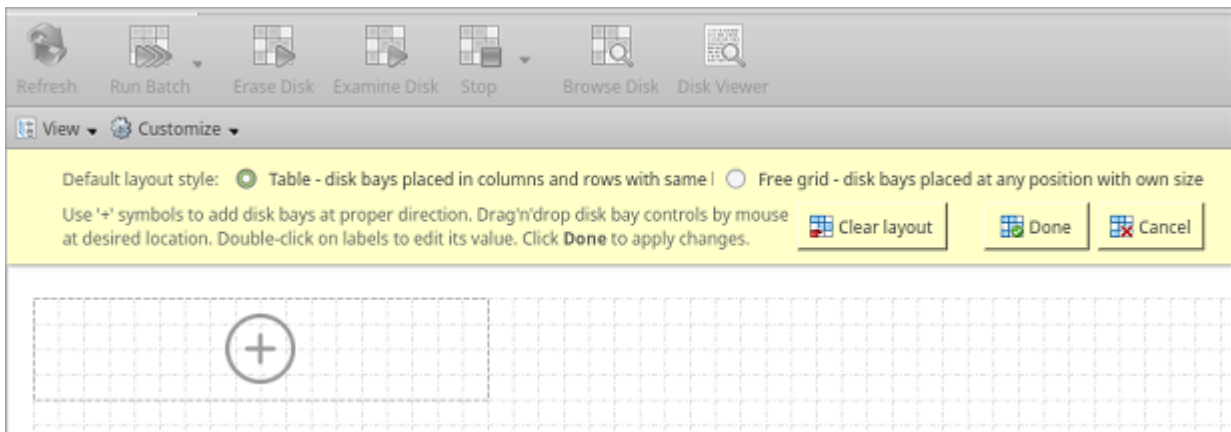 Refresh Run Batch Erase Disk Examine Disk Stop Browse Disk Disk Viewer
View Customize
Default layout style: Table - disk bays placed in columns and rows with same Free grid - disk bays placed at any position with own size
Use '+' symbols to add disk bays at proper direction. Drag'n'drop disk bay controls by mouse
at desired location. Double-click on labels to edit its value. Click Done to apply changes.
Clear layout Done Cancel